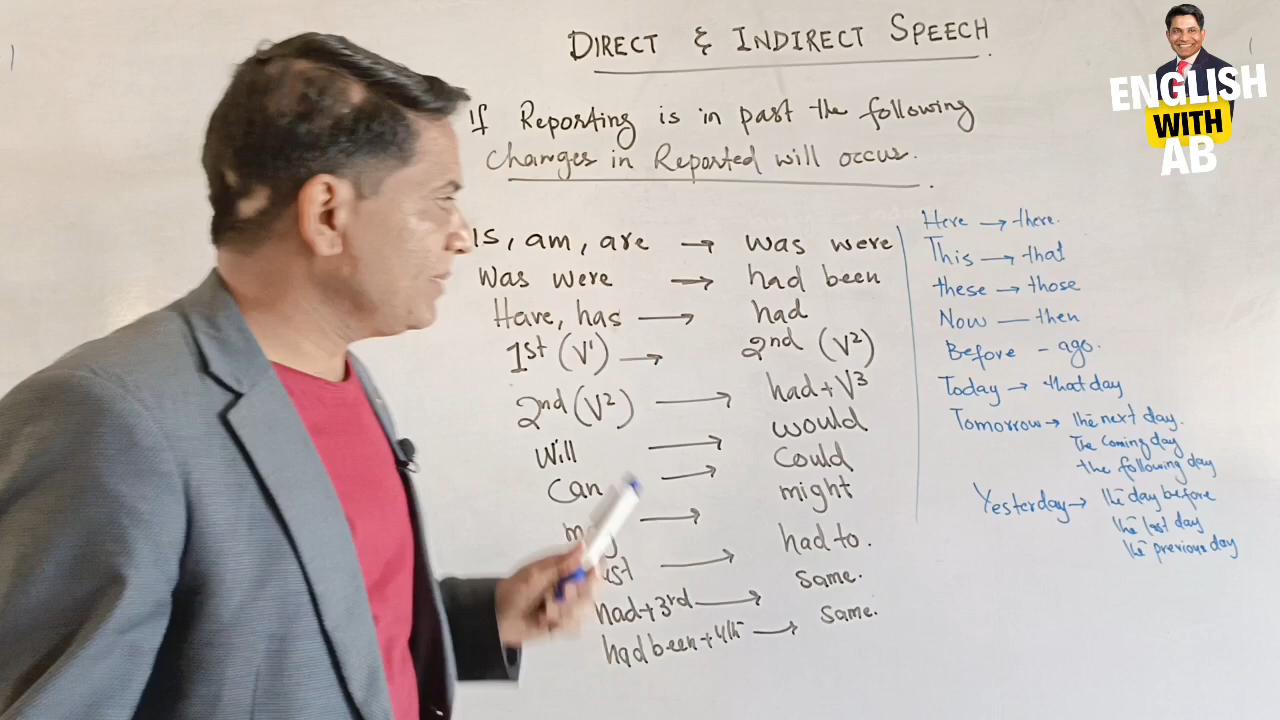 DIRECT & INDIRECT SPEECH
If Reporting is in past the following
changes in Reported will occur.
is, am, are → was were
Was were → had been
Have, has → had
1st (V¹) → 2nd (V²)
2nd (V²) → had + V³
Will → would
Can → Could
→ might
→ had to.
had + 3rd → same.
had been + 4th → same.
Here → there.
This → that
these → those
Now — then
Before - ago.
Today → that day
Tomorrow → the next day.
The coming day
the following day
Yesterday → the day before
the last day
the previous day
ENGLISH
WITH
AB